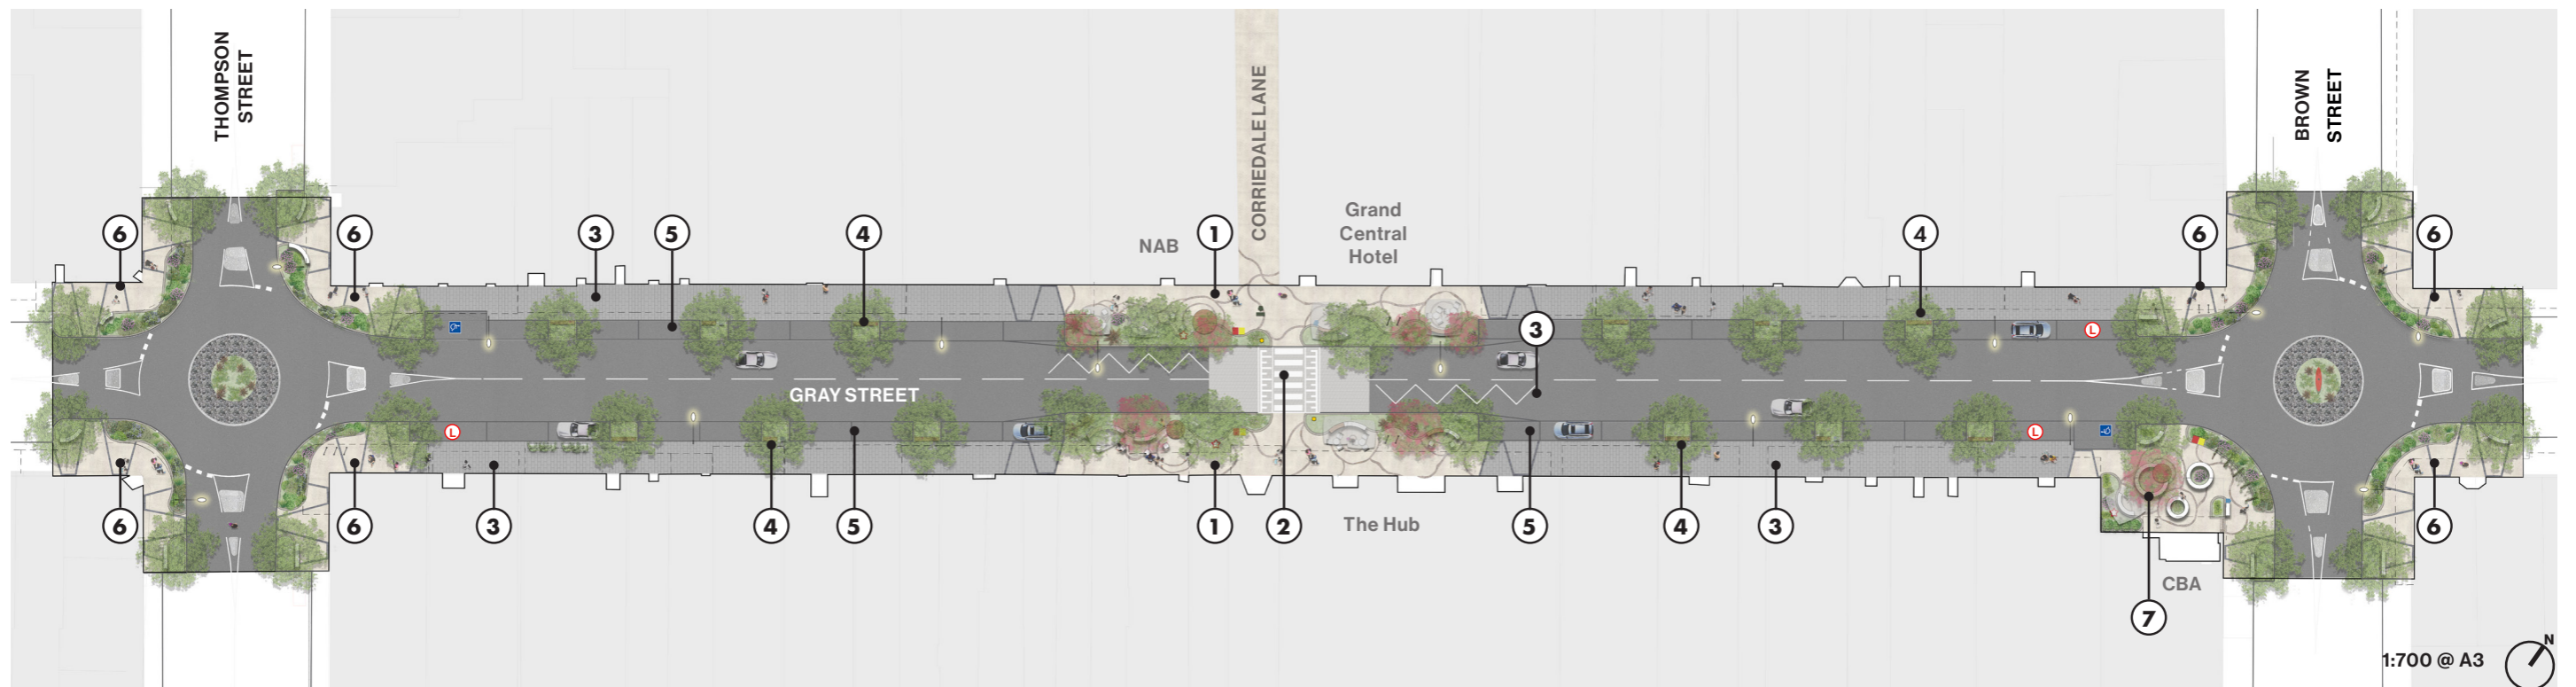 THOMPSON
STREET
CORRIEDALE LANE
BROWN
STREET
Grand
Central
Hotel
NAB
6
6
3
5
4
1
4
6
6
3
L
GRAY STREET
L
L
6
6
3
4
5
1
2
The Hub
5
4
3
6
CBA
7
N
1:700 @ A3